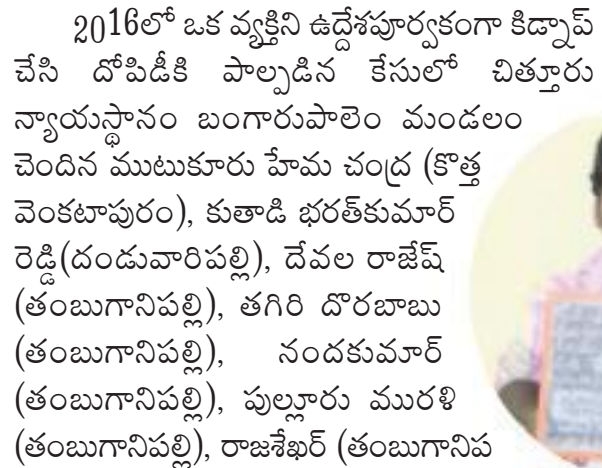 2016లో ఒక వ్యక్తిని ఉద్దేశపూర్వకంగా కిడ్నాప్
చేసి దోపిడీకి పాల్పడిన కేసులో చిత్తూరు
న్యాయస్థానం బంగారుపాలెం మండలం
చెందిన ముటుకూరు హేమ చంద్ర (కొత్త
వెంకటాపురం), కుతాడి భరత్‌కుమార్
రెడ్డి(దండువారిపల్లి), దేవల రాజేష్
(తంబుగానిపల్లి), తగిరి దొరబాబు
(తంబుగానిపల్లి), నందకుమార్
(తంబుగానిపల్లి), పుల్లూరు మురళి
(తంబుగానిపల్లి), రాజశేఖర్ (తంబుగానిప